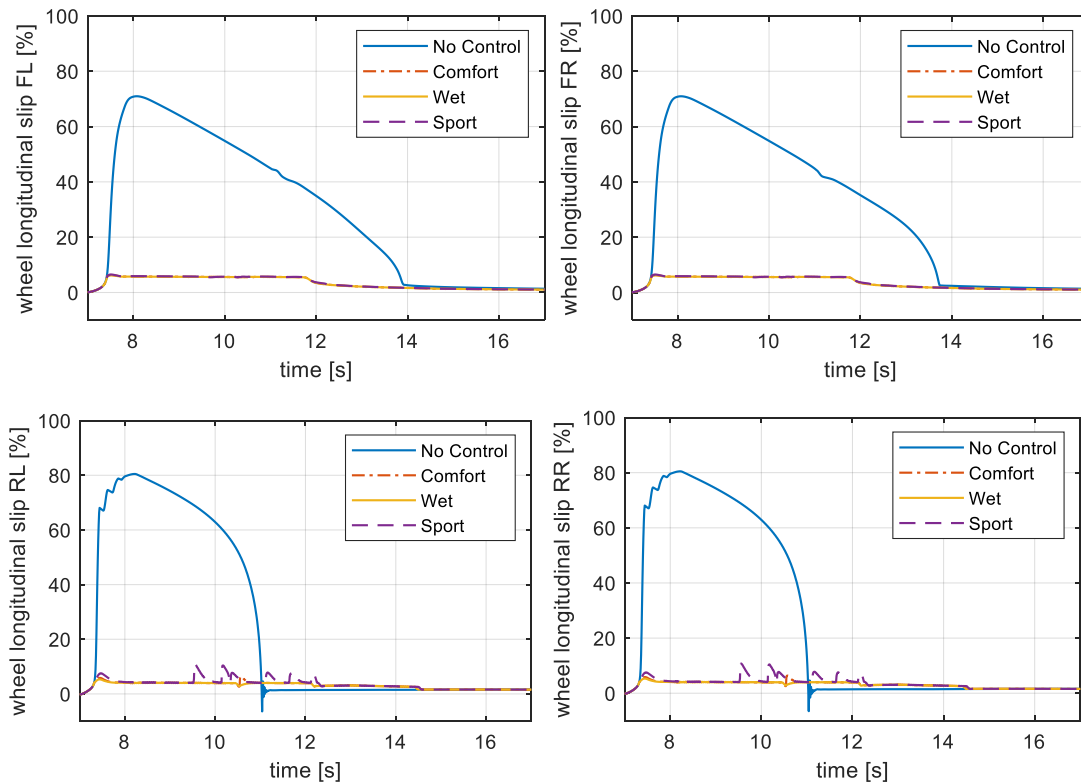 wheel longitudinal slip FL [%]
100
80
60
40
20
0
8
10
12
14
16
time [s]
No Control
Comfort
Wet
Sport
wheel longitudinal slip FR [%]
100
80
60
40
20
0
8
10
12
14
16
time [s]
No Control
Comfort
Wet
Sport
wheel longitudinal slip RL [%]
100
80
60
40
20
0
8
10
12
14
16
time [s]
No Control
Comfort
Wet
Sport
wheel longitudinal slip RR [%]
100
80
60
40
20
0
8
10
12
14
16
time [s]
No Control
Comfort
Wet
Sport